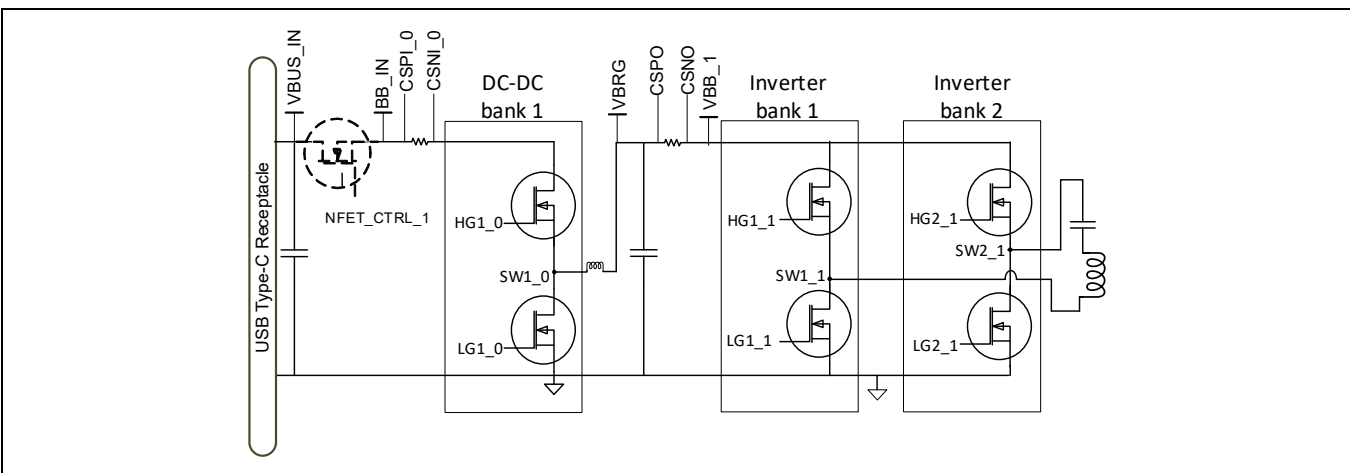 VBUS_IN
BB_IN
CSPI_0
CSNI_0
VBRG
CSPO
CSNO
VBB_1
DC-DC
bank 1
Inverter
bank 1
Inverter
bank 2
USB Type-C Receptacle
NFET_CTRL_1
HG1_0
HG1_1
HG2_1
SW1_0
SW1_1
SW2_1
LG1_0
LG1_1
LG2_1